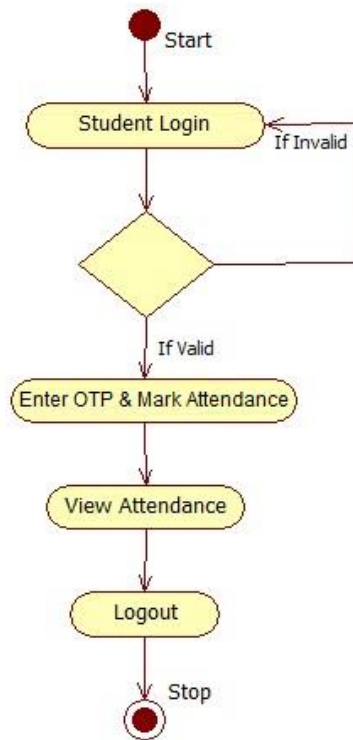 Start
Student Login
If Invalid
If Valid
Enter OTP & Mark Attendance
View Attendance
Logout
Stop